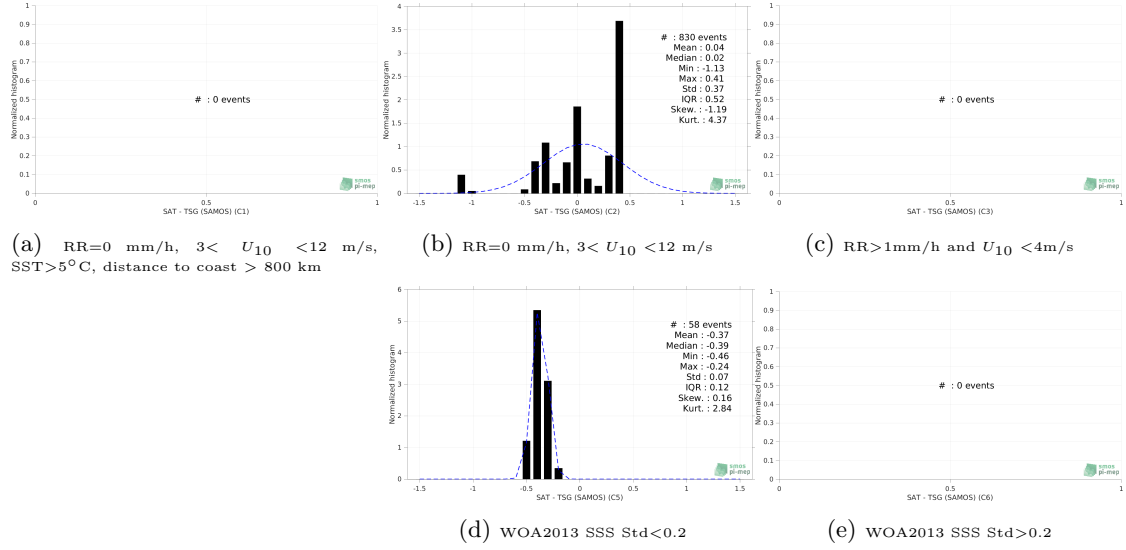 1
0.9
0.8
0.7
0.6
0.5
0.4
0.3
0.2
0.1
0
0
0.5
1
Normalized histogram
# : 0 events
smos
pi-mep
SAT - TSG (SAMOS) (C1)
(a) RR=0 mm/h, 3< U10 <12 m/s,
SST>5°C, distance to coast > 800 km
4
3.5
3
2.5
2
1.5
1
0.5
0
-1.5
-1
-0.5
0
0.5
1
1.5
Normalized histogram
# : 830 events
Mean : 0.04
Median : 0.02
Min : -1.13
Max : 0.41
Std : 0.37
IQR : 0.52
Skew. : -1.19
Kurt. : 4.37
smos
pi-mep
SAT - TSG (SAMOS) (C2)
(b) RR=0 mm/h, 3< U10 <12 m/s
1
0.9
0.8
0.7
0.6
0.5
0.4
0.3
0.2
0.1
0
0
0.5
1
Normalized histogram
# : 0 events
smos
pi-mep
SAT - TSG (SAMOS) (C3)
(c) RR>1mm/h and U10 <4m/s
6
5
4
3
2
1
0
-1.5
-1
-0.5
0
0.5
1
1.5
Normalized histogram
# : 58 events
Mean : -0.37
Median : -0.39
Min : -0.46
Max : -0.24
Std : 0.07
IQR : 0.12
Skew. : 0.16
Kurt. : 2.84
smos
pi-mep
SAT - TSG (SAMOS) (C5)
(d) WOA2013 SSS Std<0.2
1
0.9
0.8
0.7
0.6
0.5
0.4
0.3
0.2
0.1
0
0
0.5
1
Normalized histogram
# : 0 events
smos
pi-mep
SAT - TSG (SAMOS) (C6)
(e) WOA2013 SSS Std>0.2